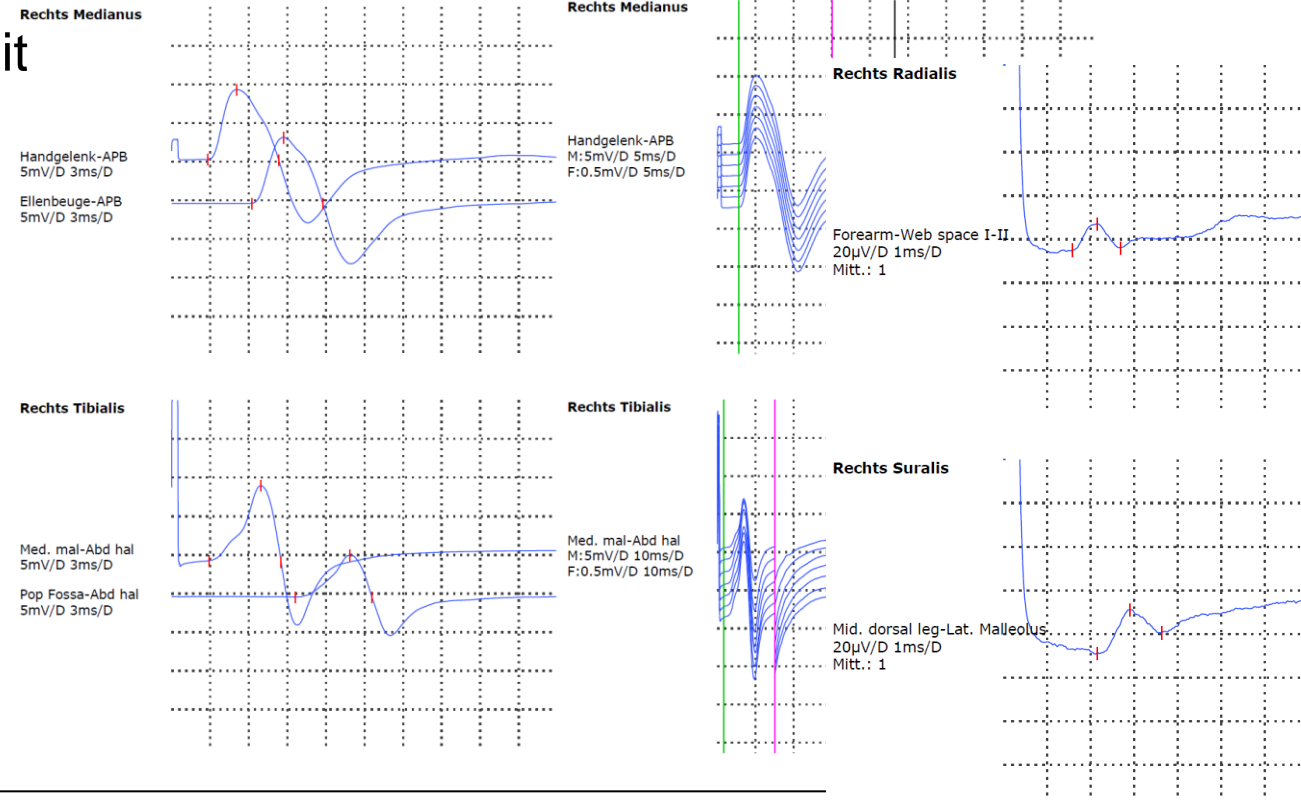 Rechts Medianus
it
Handgelenk-APB
5mV/D 3ms/D
Ellenbeuge-APB
5mV/D 3ms/D
Rechts Medianus
Handgelenk-APB
M:5mV/D 5ms/D
F:0.5mV/D 5ms/D
Rechts Radialis
Forearm-Web space I-II
20µV/D 1ms/D
Mitt.: 1
Rechts Tibialis
Med. mal-Abd hal
5mV/D 3ms/D
Pop Fossa-Abd hal
5mV/D 3ms/D
Rechts Tibialis
Med. mal-Abd hal
M:5mV/D 10ms/D
F:0.5mV/D 10ms/D
Rechts Suralis
Mid. dorsal leg-Lat. Malleolus
20µV/D 1ms/D
Mitt.: 1